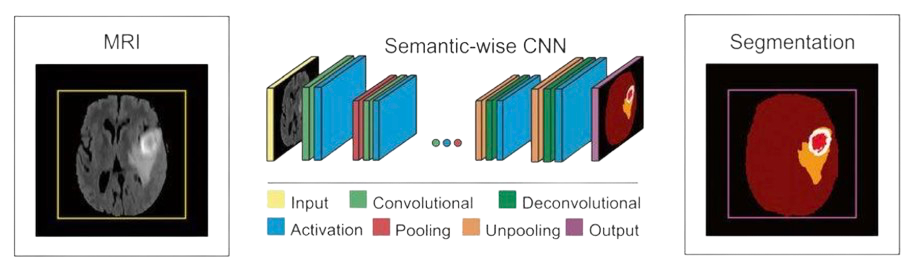 MRI
Semantic-wise CNN
Segmentation
Input Convolutional Deconvolutional
Activation Pooling Unpooling Output